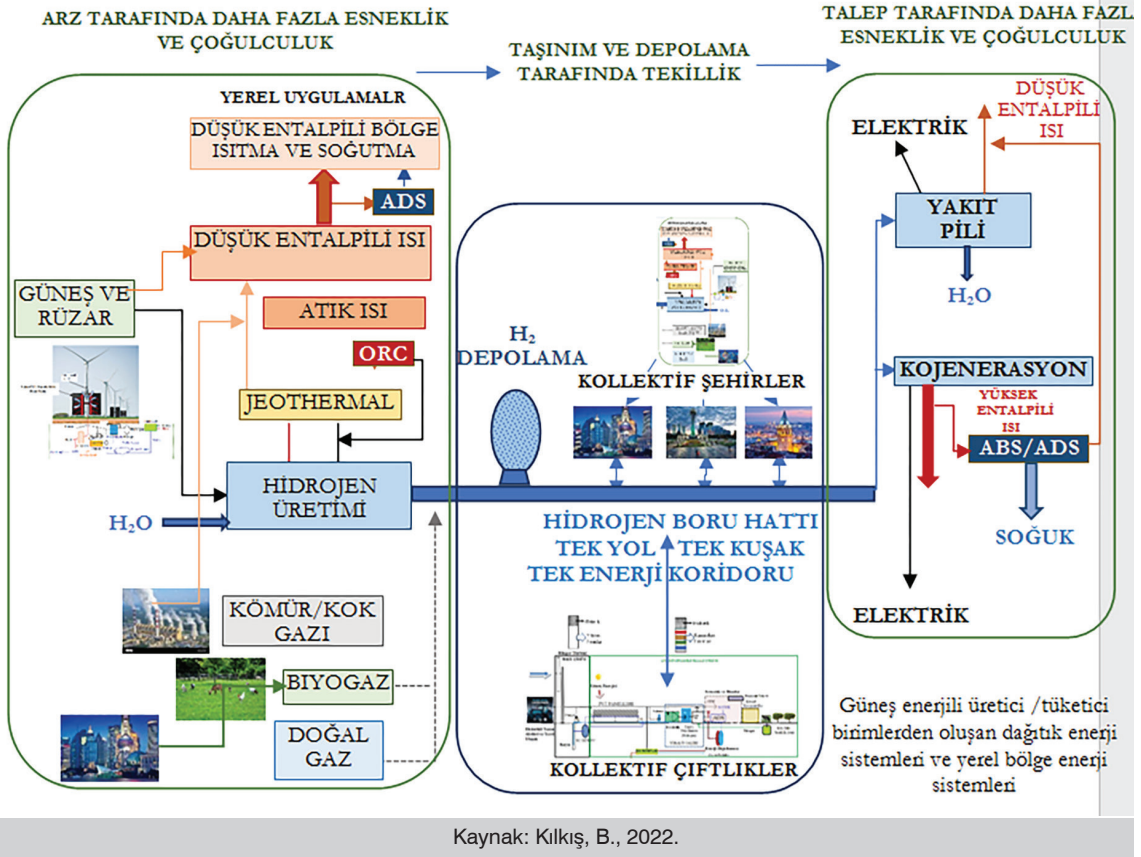 ARZ TARAFINDA DAHA FAZLA ESNEKLİK
VE ÇOĞULCULUK
TAŞINIM VE DEPOLAMA
TARAFINDA TEKİLLİK
TALEP TARAFINDA DAHA FAZL
ESNEKLİK VE ÇOĞULCULUK
YEREL UYGULAMALR
DÜŞÜK ENTALPİLİ BÖLGE
ISITMA VE SOĞUTMA
ADS
DÜŞÜK ENTALPİLİ ISI
GÜNEŞ VE
RÜZAR
ATIK ISI
ORC
JEOTHERMAL
HİDROJEN
ÜRETİMİ
H₂O
KÖMÜR/KOK
GAZI
BIYOGAZ
DOĞAL
GAZ
H₂
DEPOLAMA
KOLLEKTİF ŞEHİRLER
HİDROJEN BORU HATTI
TEK YOL TEK KUŞAK
TEK ENERJİ KORİDORU
KOLLEKTİF ÇİFTLİKLER
DÜŞÜK
ENTALPİLİ
ISI
ELEKTRİK
YAKIT
PİLİ
H₂O
KOJENERASYON
YÜKSEK
ENTALPİLİ
ISI
ABS/ADS
SOĞUK
ELEKTRİK
Güneş enerjili üretici /tüketici
birimlerden oluşan dağıtık enerji
sistemleri ve yerel bölge enerji
sistemleri
Kaynak: Kılkış, B., 2022.